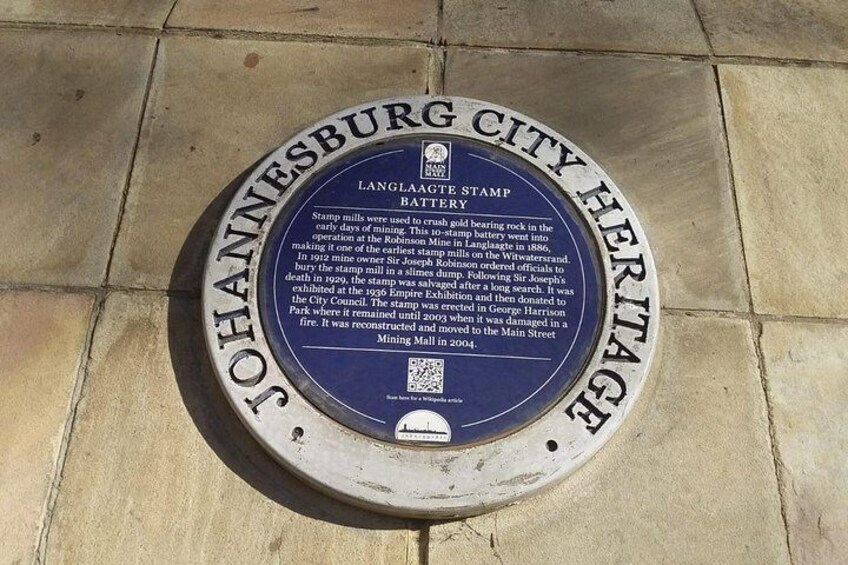 JOHANNESBURG CITY HERITAGE
MAIN
STREET
MALL
LANGLAAGTE STAMP
BATTERY
Stamp mills were used to crush gold bearing rock in the
early days of mining. This 10-stamp battery went into
operation at the Robinson Mine in Langlaagte in 1886,
making it one of the earliest stamp mills on the Witwatersrand.
In 1912 mine owner Sir Joseph Robinson ordered officials to
bury the stamp mill in a slimes dump. Following Sir Joseph's
death in 1929, the stamp was salvaged after a long search. It was
exhibited at the 1936 Empire Exhibition and then donated to
the City Council. The stamp was erected in George Harrison
Park where it remained until 2003 when it was damaged in a
fire. It was reconstructed and moved to the Main Street
Mining Mall in 2004.
Scan here for a Wikipedia article